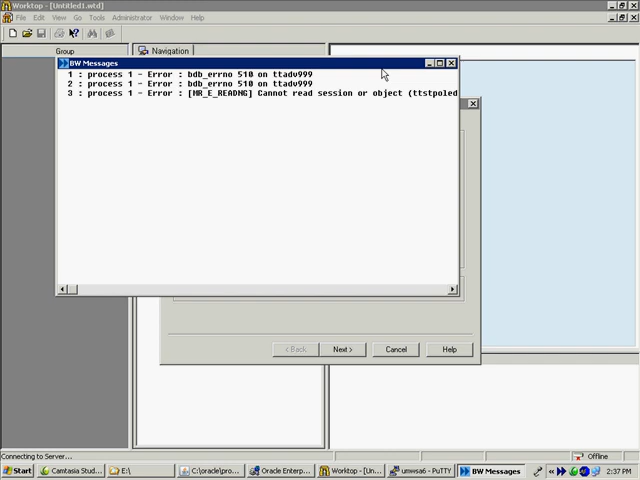 Worktop - [Untitled1.wtd]
File Edit View Go Tools Administrator Window Help
Group
Navigation
BW Messages
1 : process 1 - Error : bdb_errno 510 on ttadv999
2 : process 1 - Error : bdb_errno 510 on ttadv999
3 : process 1 - Error : [MR_E_READNG] Cannot read session or object (ttstpoled
< Back Next > Cancel Help
Connecting to Server... Offline
Start Camtasia Stud... E:\ C:\oracle\pro... Oracle Enterp... Worktop - [Un... umwsa6 - PuTTY BW Messages « 2:37 PM